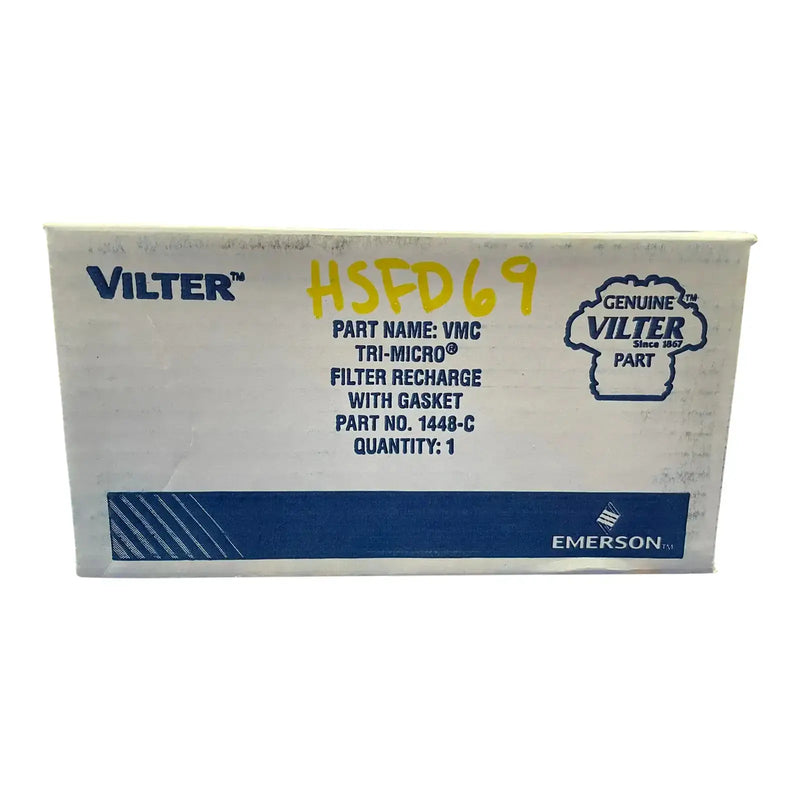 VILTER™
HSFD69
PART NAME: VMC
TRI-MICRO®
FILTER RECHARGE
WITH GASKET
PART NO. 1448-C
QUANTITY: 1
GENUINE™
VILTER
Since 1867
PART
EMERSON™